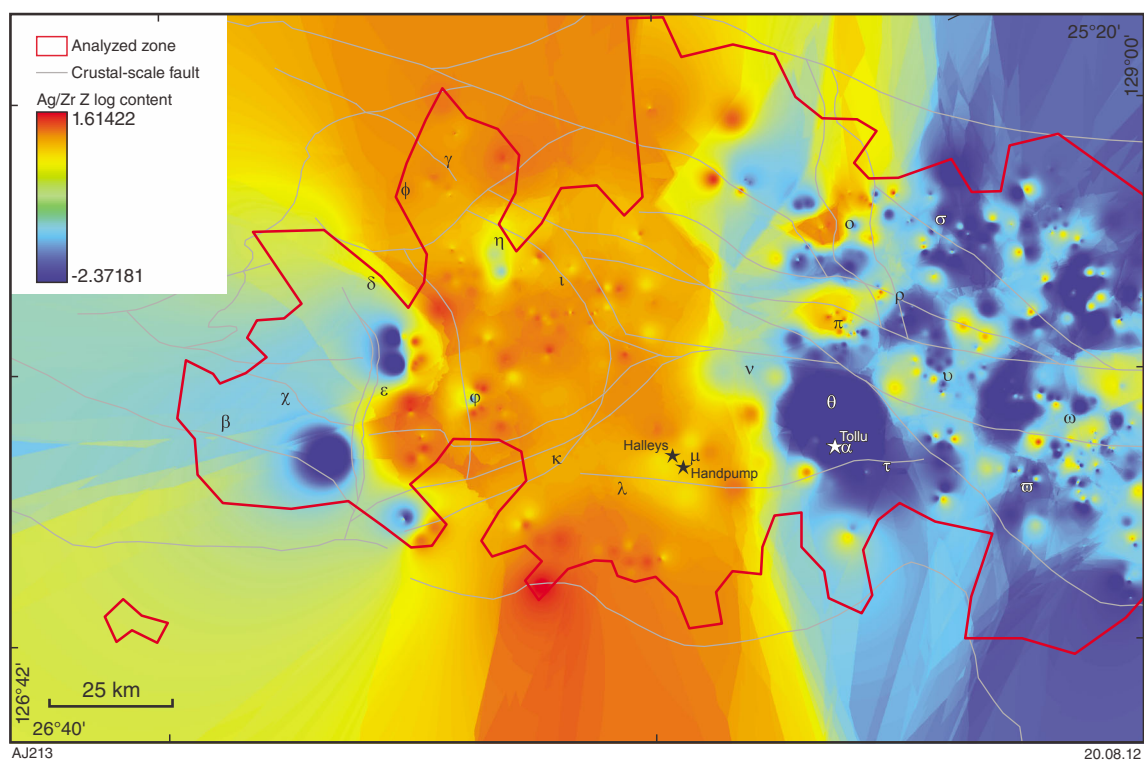 Analyzed zone
Crustal-scale fault
Ag/Zr Z log content
1.61422
-2.37181
25°20'
129°00'
γ
ϕ
η
δ
ι
ο
σ
ρ
π
ε
χ
β
φ
ν
θ
υ
ω
Tollu
α
Halleys
μ
Handpump
κ
λ
τ
ϖ
126°42'
25 km
26°40'
AJ213
20.08.12